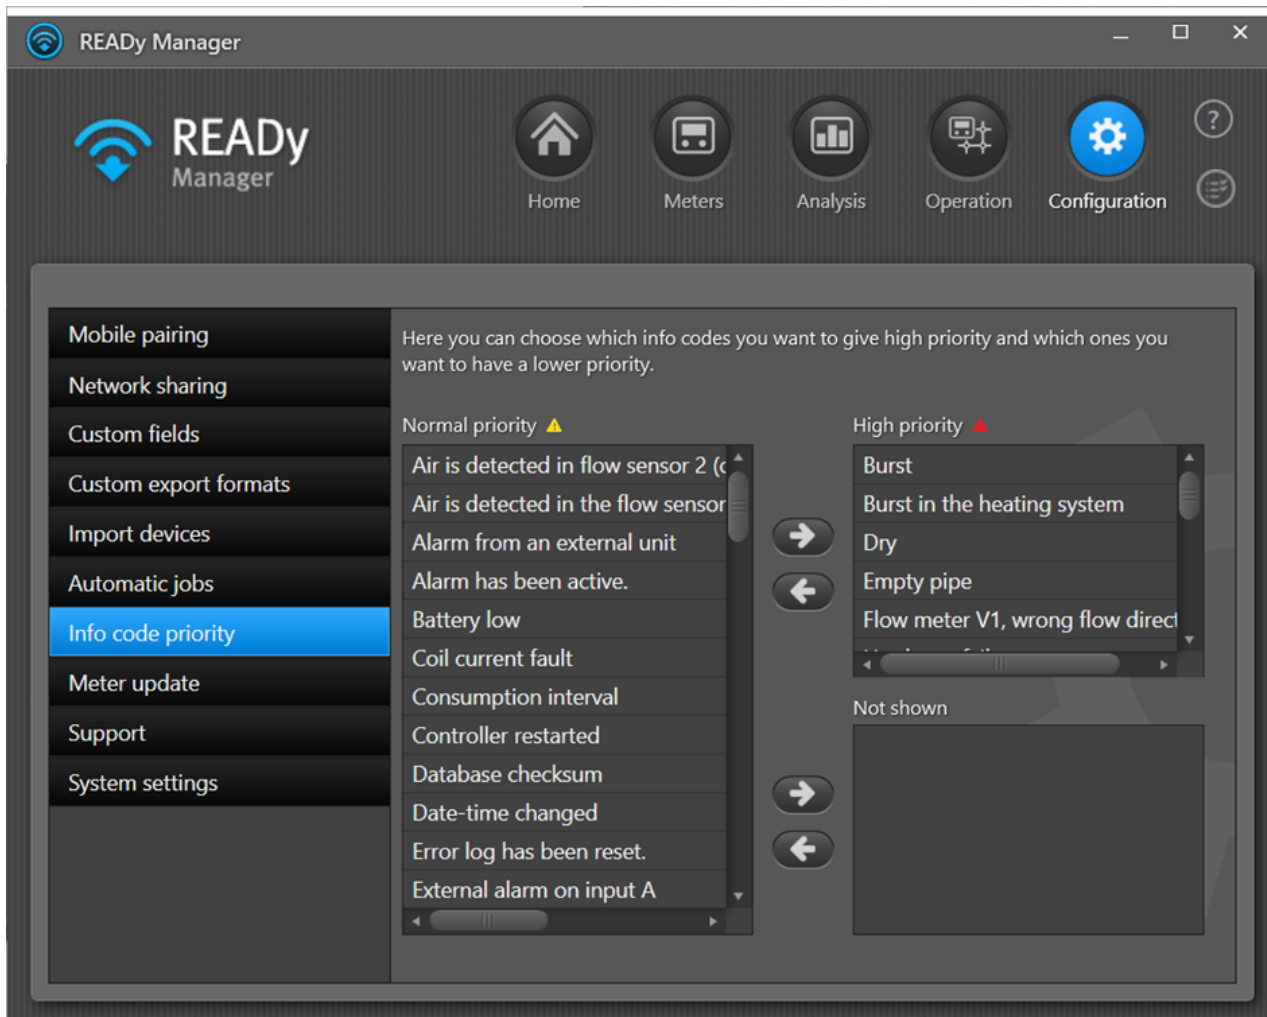 READy Manager
READy
Manager
Home
Meters
Analysis
Operation
Configuration
?
Mobile pairing
Network sharing
Custom fields
Custom export formats
Import devices
Automatic jobs
Info code priority
Meter update
Support
System settings
Here you can choose which info codes you want to give high priority and which ones you
want to have a lower priority.
Normal priority
Air is detected in flow sensor 2 (c
Air is detected in the flow sensor
Alarm from an external unit
Alarm has been active.
Battery low
Coil current fault
Consumption interval
Controller restarted
Database checksum
Date-time changed
Error log has been reset.
External alarm on input A
High priority
Burst
Burst in the heating system
Dry
Empty pipe
Flow meter V1, wrong flow direct
Not shown